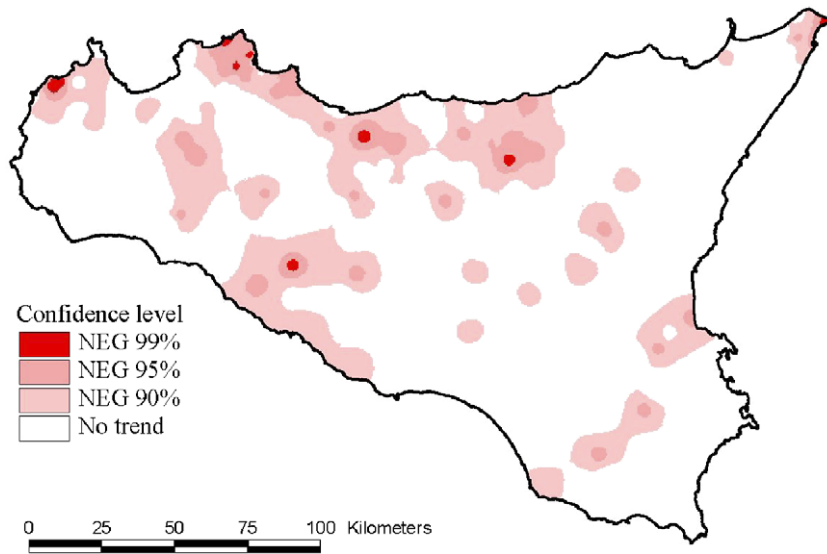 Confidence level
NEG 99%
NEG 95%
NEG 90%
No trend
0 25 50 75 100 Kilometers